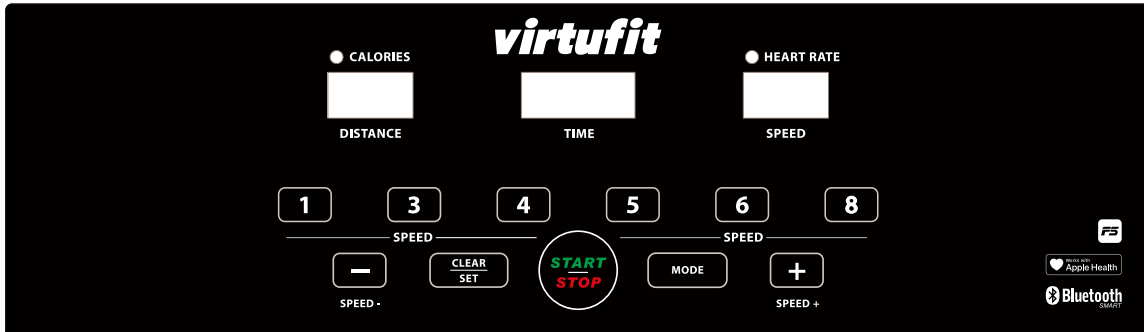 virtufit
CALORIES
HEART RATE
DISTANCE
TIME
SPEED
1 3 4 5 6 8
SPEED
SPEED
−
CLEAR
SET
START
STOP
MODE
+
SPEED -
SPEED +
FS
Works with
Apple Health
Bluetooth
SMART